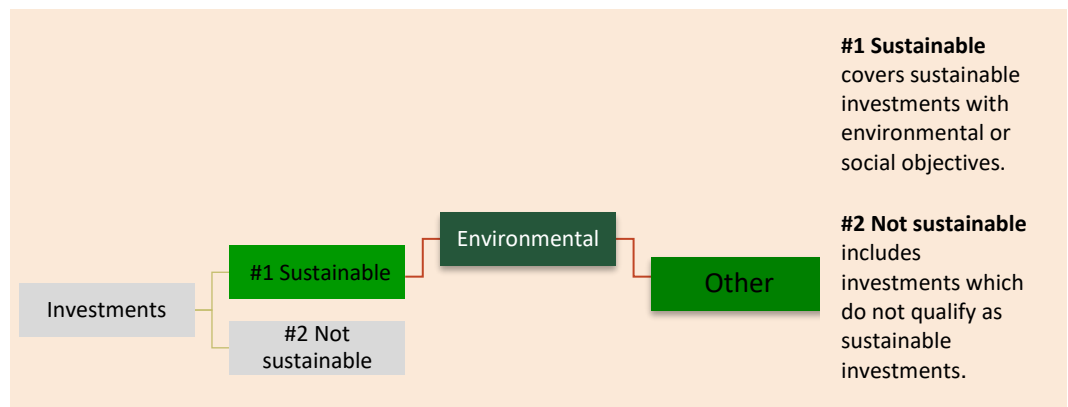 Investments
#1 Sustainable
#2 Not
sustainable
Environmental
Other
#1 Sustainable
covers sustainable
investments with
environmental or
social objectives.
#2 Not sustainable
includes
investments which
do not qualify as
sustainable
investments.